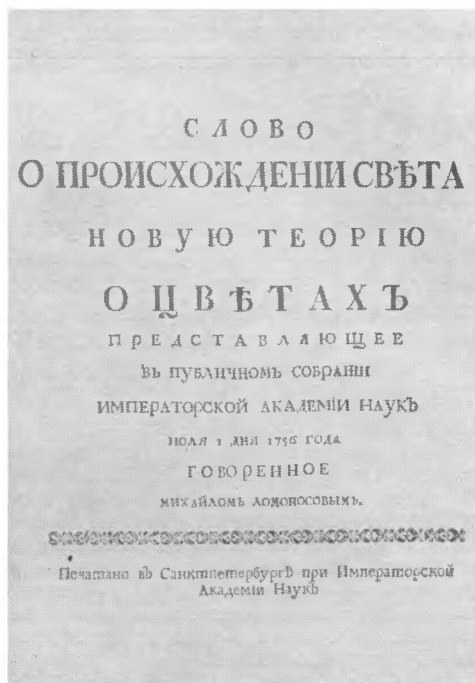 СЛОВО
О ПРОИСХОЖДЕНІИ СВѢТА
НОВУЮ ТЕОРІЮ
О ЦВѢТАХЪ
ПРЕДСТАВЛЯЮЩЕЕ
ВЪ ПУБЛИЧНОМЪ СОБРАНІИ
ИМПЕРАТОРСКОЙ АКАДЕМІИ НАУКЪ
ІЮЛЯ 1 ДНЯ 1756 ГОДА
ГОВОРЕННОЕ
МИХАЙЛОМЪ ЛОМОНОСОВЫМЪ.
Печатано въ Санктпетербургѣ при Императорской
Академіи Наукъ